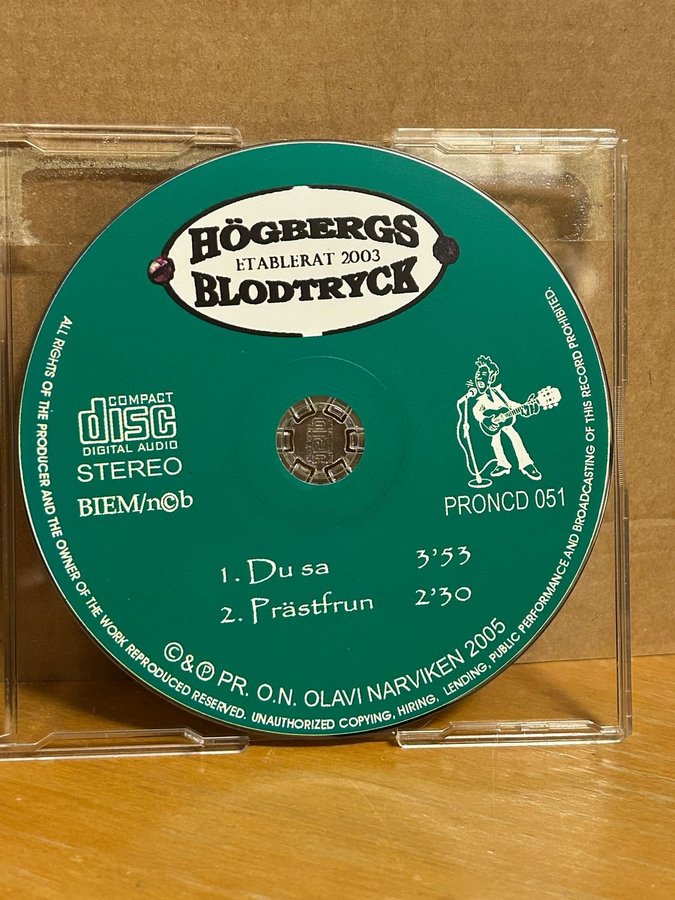 HÖGBERGS
ETABLERAT 2003
BLODTRYCK
COMPACT
disc
DIGITAL AUDIO
STEREO
BIEM/n©b
PRONCD 051
1. Du sa 3'53
2. Prästfrun 2'30
©&℗ PR. O.N. OLAVI NARVIKEN 2005
ALL RIGHTS OF THE PRODUCER AND THE OWNER OF THE WORK REPRODUCED RESERVED. UNAUTHORIZED COPYING, HIRING, LENDING, PUBLIC PERFORMANCE AND BROADCASTING OF THIS RECORD PROHIBITED.